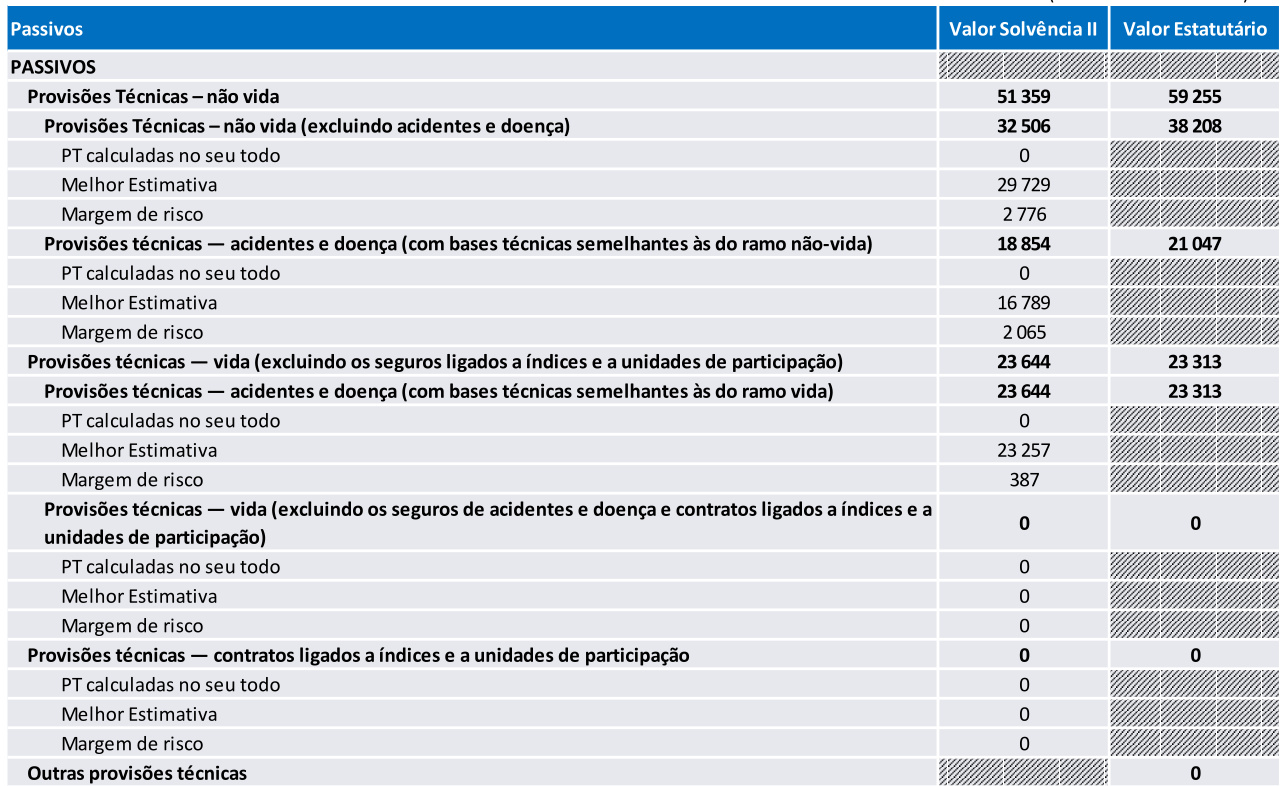 Passivos Valor Solvência II Valor Estatutário
PASSIVOS
Provisões Técnicas – não vida 51 359 59 255
Provisões Técnicas – não vida (excluindo acidentes e doença) 32 506 38 208
PT calculadas no seu todo 0
Melhor Estimativa 29 729
Margem de risco 2 776
Provisões técnicas — acidentes e doença (com bases técnicas semelhantes às do ramo não-vida) 18 854 21 047
PT calculadas no seu todo 0
Melhor Estimativa 16 789
Margem de risco 2 065
Provisões técnicas — vida (excluindo os seguros ligados a índices e a unidades de participação) 23 644 23 313
Provisões técnicas — acidentes e doença (com bases técnicas semelhantes às do ramo vida) 23 644 23 313
PT calculadas no seu todo 0
Melhor Estimativa 23 257
Margem de risco 387
Provisões técnicas — vida (excluindo os seguros de acidentes e doença e contratos ligados a índices e a
unidades de participação) 0 0
PT calculadas no seu todo 0
Melhor Estimativa 0
Margem de risco 0
Provisões técnicas — contratos ligados a índices e a unidades de participação 0 0
PT calculadas no seu todo 0
Melhor Estimativa 0
Margem de risco 0
Outras provisões técnicas 0